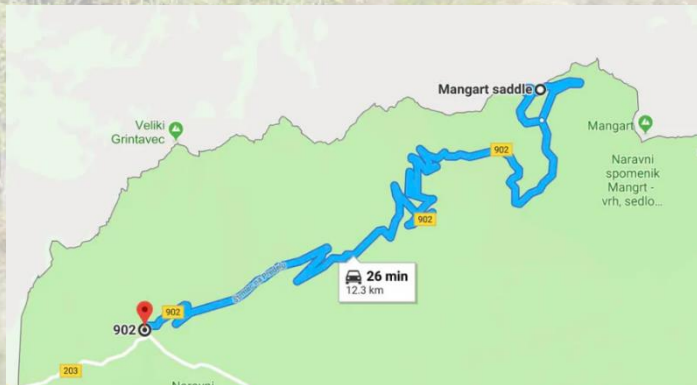 Mangart saddle
Veliki
Grintavec
Mangart
902
Naravni
spomenik
Mangrt -
vrh, sedlo...
902
26 min
12.3 km
902
902
203
Naravni